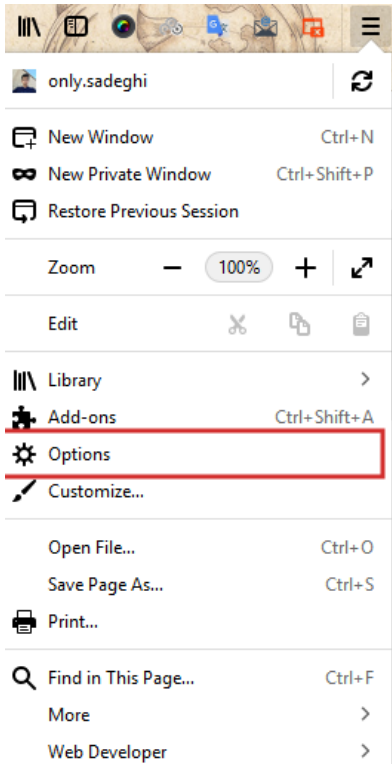 only.sadeghi
New Window Ctrl+N
New Private Window Ctrl+Shift+P
Restore Previous Session
Zoom 100%
Edit
Library
Add-ons Ctrl+Shift+A
Options
Customize...
Open File... Ctrl+O
Save Page As... Ctrl+S
Print...
Find in This Page... Ctrl+F
More
Web Developer